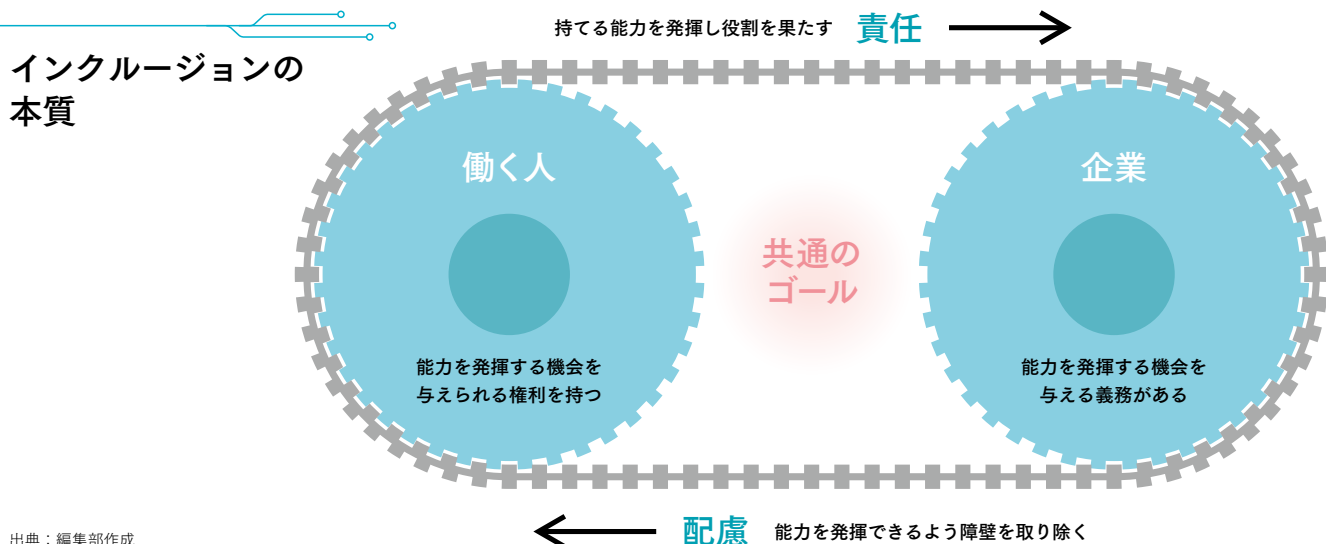 インクルージョンの
本質
持てる能力を発揮し役割を果たす 責任
働く人
企業
共通の
ゴール
能力を発揮する機会を
与えられる権利を持つ
能力を発揮する機会を
与える義務がある
配慮 能力を発揮できるよう障壁を取り除く
出典：編集部作成